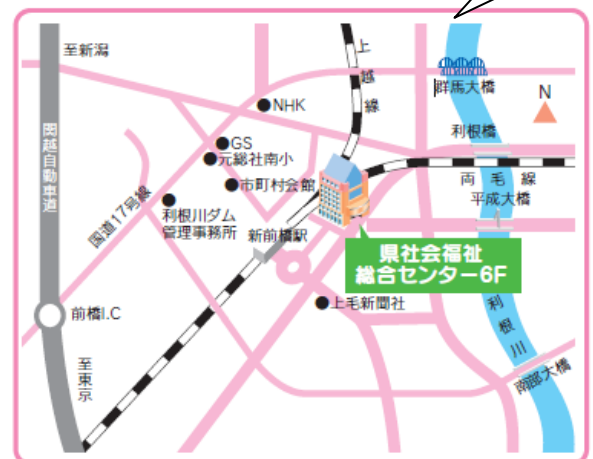 至新潟
上越線
群馬大橋
N
●NHK
利根橋
関越自動車道
●GS
●元総社南小
●市町村会館
両毛線
平成大橋
国道17号線
利根川ダム
管理事務所
新前橋駅
県社会福祉
総合センター6F
前橋I.C
●上毛新聞社
利根川
至東京
南部大橋